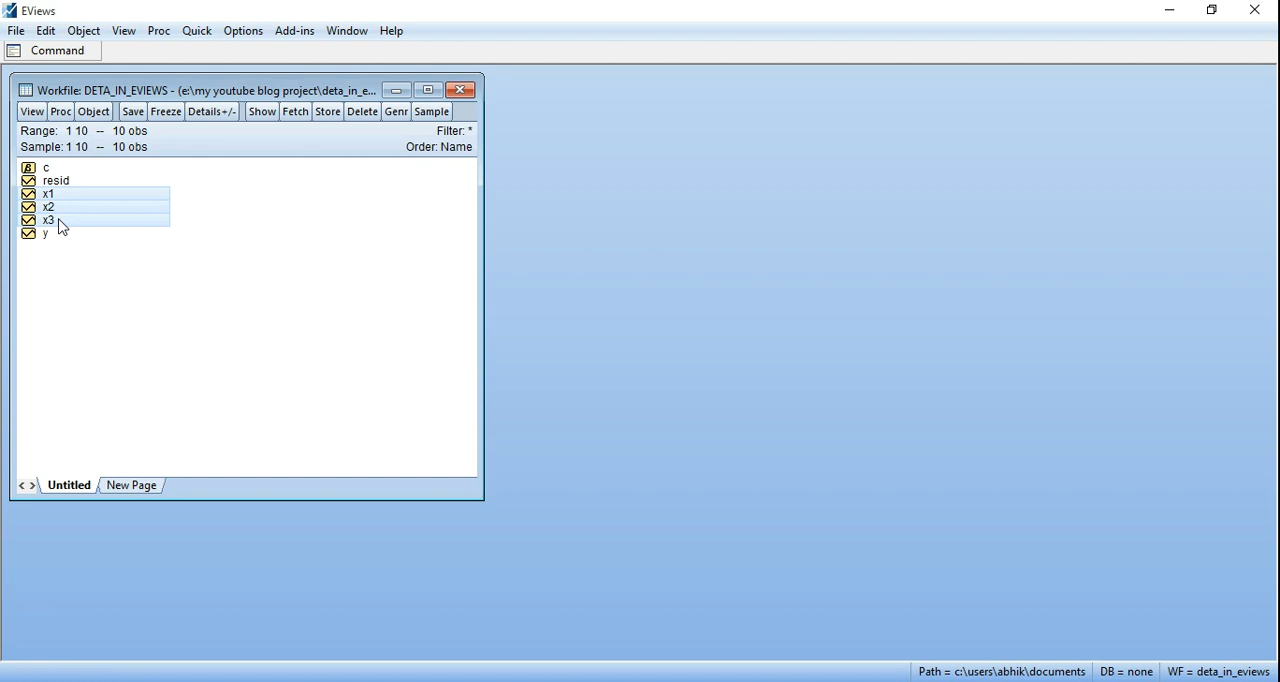 EViews
File Edit Object View Proc Quick Options Add-ins Window Help
Command
Workfile: DETA_IN_EVIEWS - (e:\my youtube blog project\deta_in_e...
View Proc Object Save Freeze Details+/- Show Fetch Store Delete Genr Sample
Range: 1 10 -- 10 obs Filter: *
Sample: 1 10 -- 10 obs Order: Name
β c
resid
x1
x2
x3
y
< > Untitled New Page
Path = c:\users\abhik\documents DB = none WF = deta_in_eviews